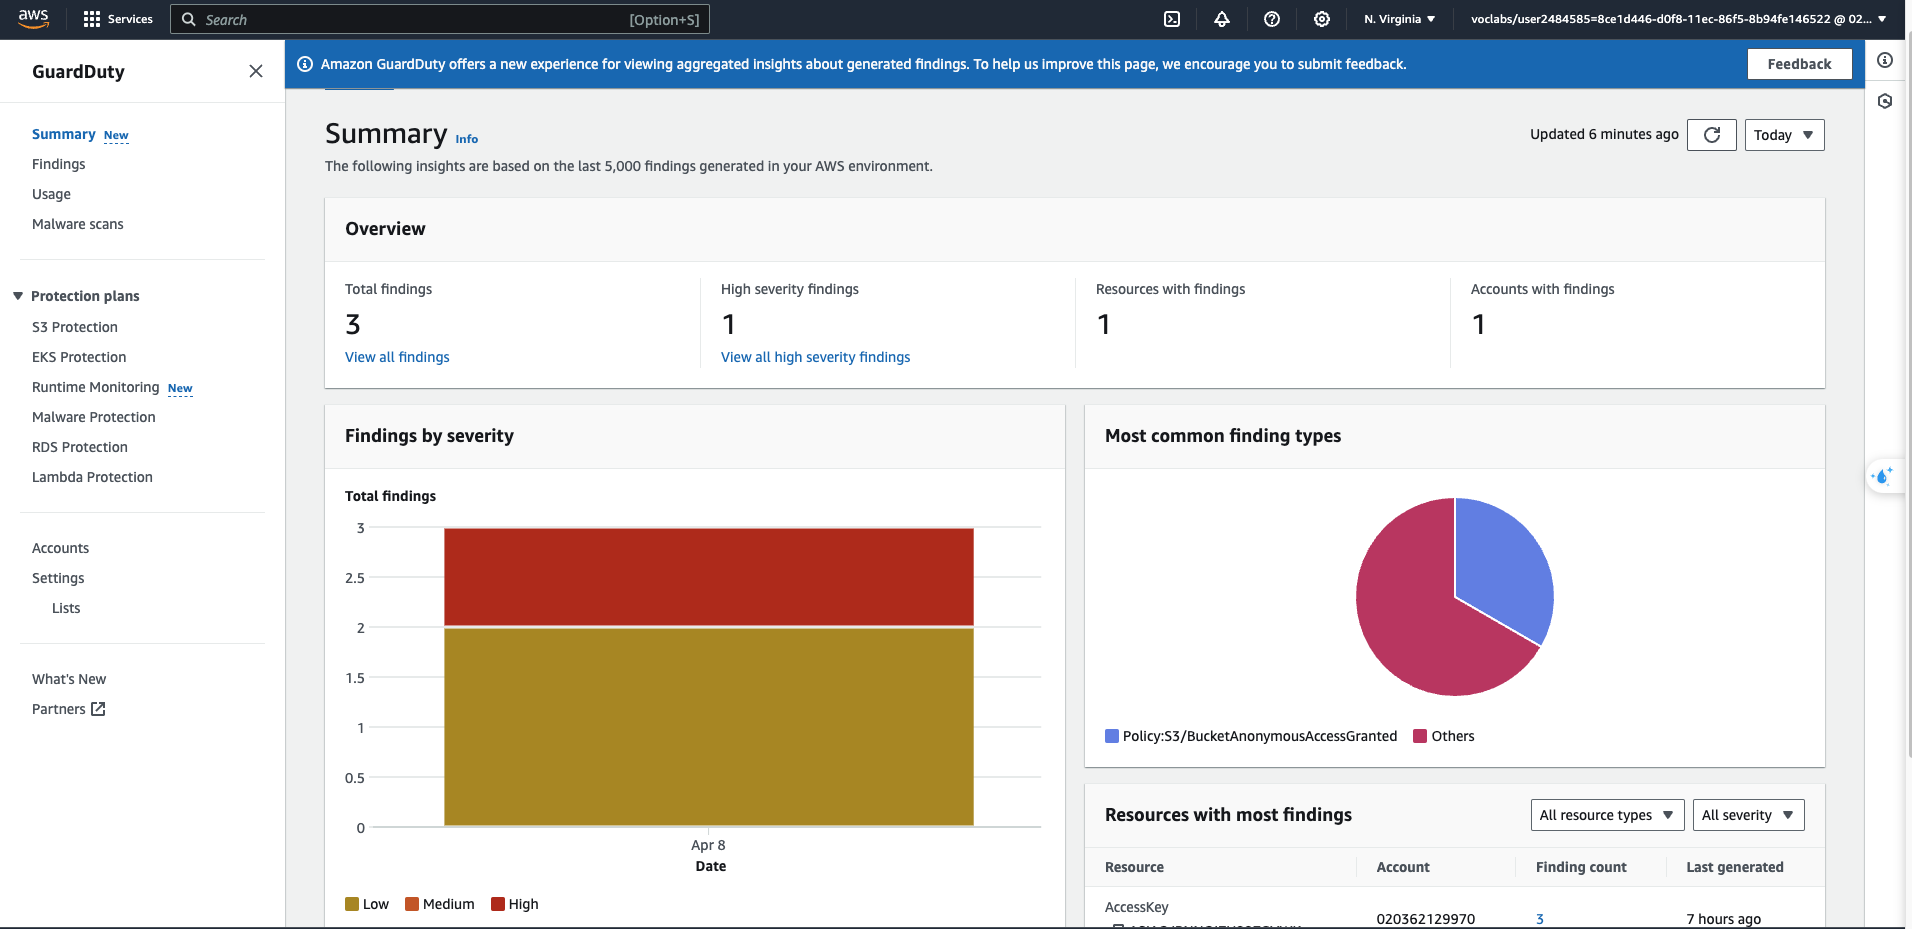 aws
Services
Search
[Option+S]
N. Virginia
voclabs/user2484585=8ce1d446-d0f8-11ec-86f5-8b94fe146522 @ 02...
GuardDuty
Amazon GuardDuty offers a new experience for viewing aggregated insights about generated findings. To help us improve this page, we encourage you to submit feedback.
Feedback
Summary New
Findings
Usage
Malware scans
Protection plans
S3 Protection
EKS Protection
Runtime Monitoring New
Malware Protection
RDS Protection
Lambda Protection
Accounts
Settings
Lists
What's New
Partners
Summary Info
Updated 6 minutes ago
Today
The following insights are based on the last 5,000 findings generated in your AWS environment.
Overview
Total findings
3
View all findings
High severity findings
1
View all high severity findings
Resources with findings
1
Accounts with findings
1
Findings by severity
Total findings
3
2.5
2
1.5
1
0.5
0
Apr 8
Date
Low
Medium
High
Most common finding types
Policy:S3/BucketAnonymousAccessGranted
Others
Resources with most findings
All resource types
All severity
Resource Account Finding count Last generated
AccessKey
020362129970 3 7 hours ago